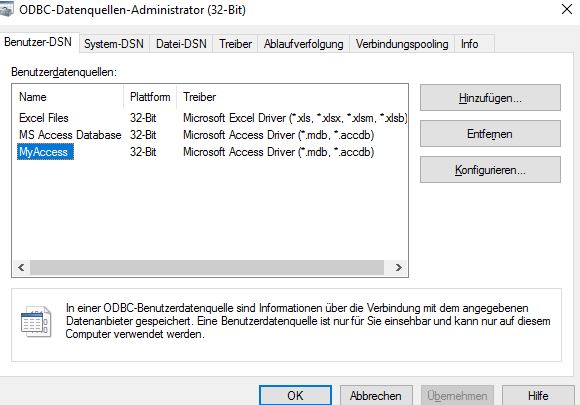 ODBC-Datenquellen-Administrator (32-Bit)
Benutzer-DSN System-DSN Datei-DSN Treiber Ablaufverfolgung Verbindungspooling Info
Benutzerdatenquellen:
Name Plattform Treiber
Excel Files 32-Bit Microsoft Excel Driver (*.xls, *.xlsx, *.xlsm, *.xlsb)
MS Access Database 32-Bit Microsoft Access Driver (*.mdb, *.accdb)
MyAccess 32-Bit Microsoft Access Driver (*.mdb, *.accdb)
Hinzufügen...
Entfernen
Konfigurieren...
In einer ODBC-Benutzerdatenquelle sind Informationen über die Verbindung mit dem angegebenen
Datenanbieter gespeichert. Eine Benutzerdatenquelle ist nur für Sie einsehbar und kann nur auf diesem
Computer verwendet werden.
OK Abbrechen Übernehmen Hilfe